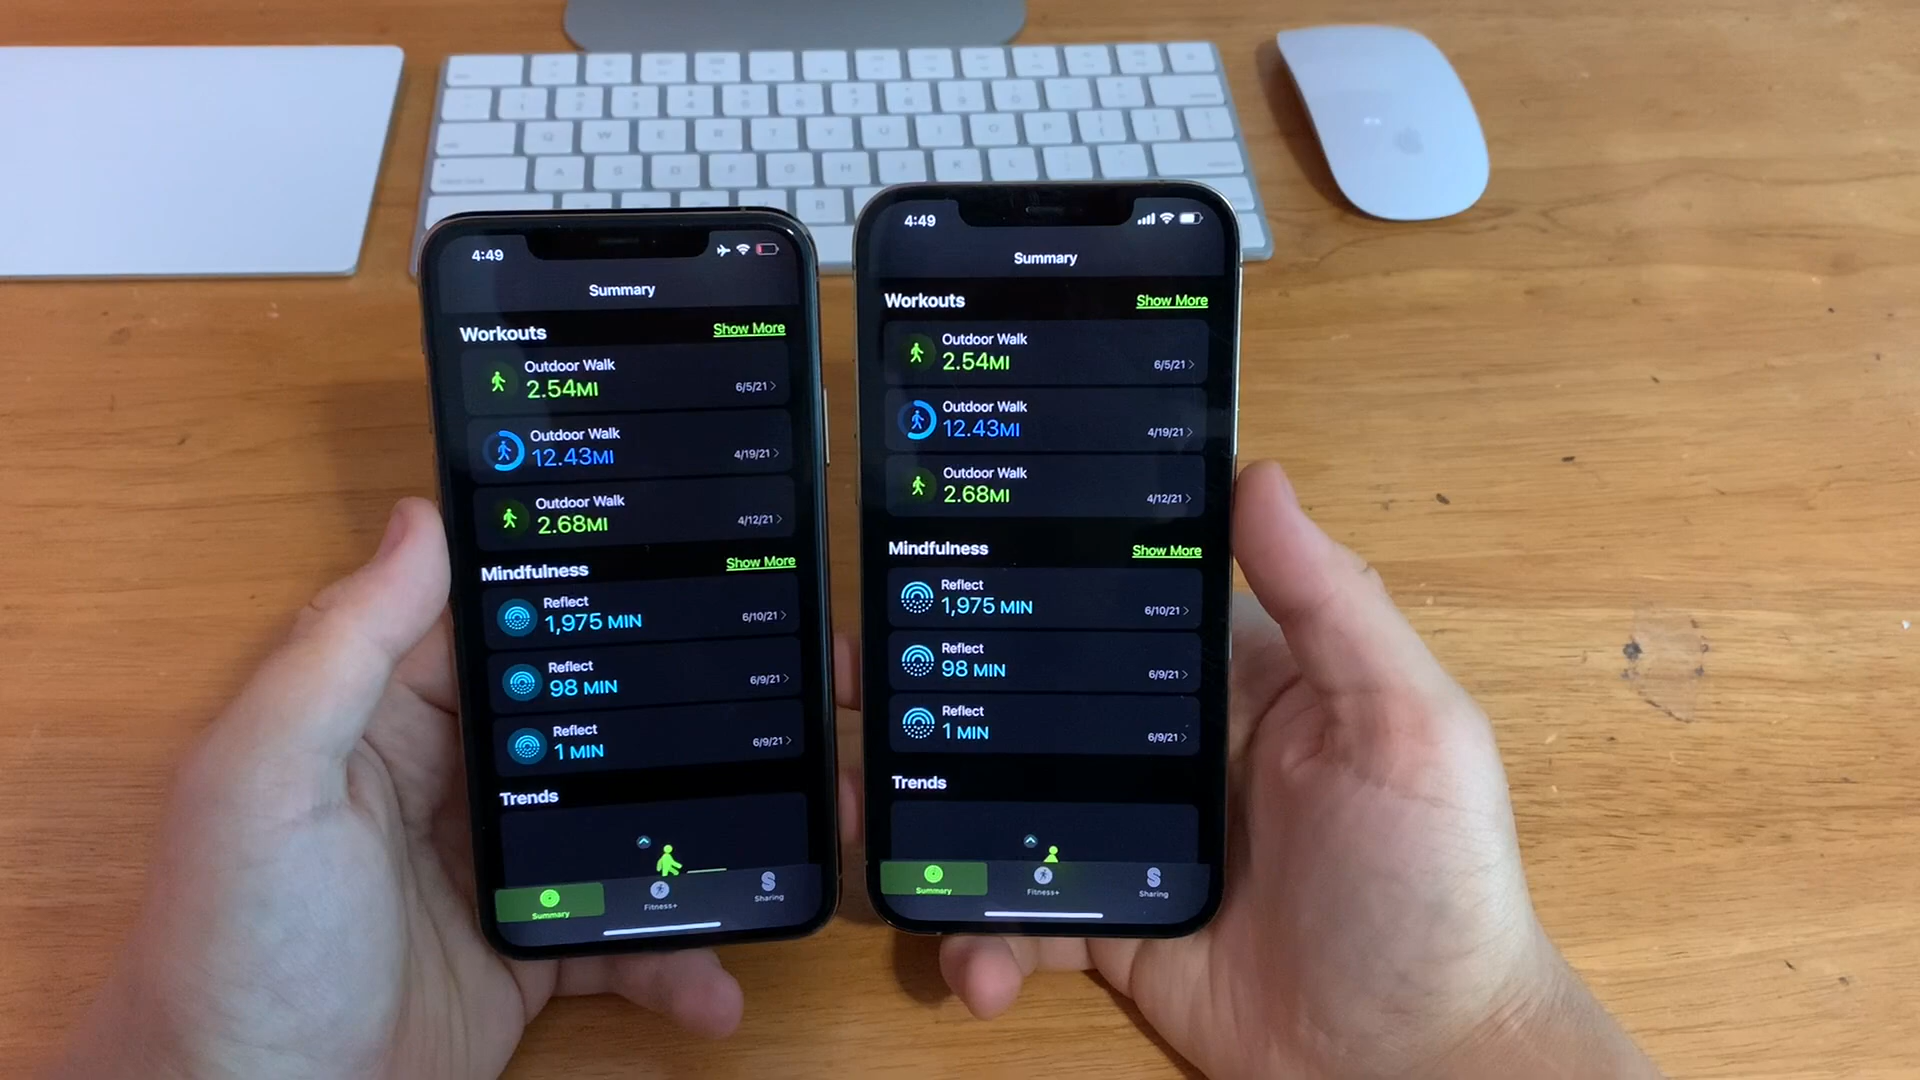 4:49
Summary
Workouts
Show More
Outdoor Walk
2.54MI
6/5/21
Outdoor Walk
12.43MI
4/19/21
Outdoor Walk
2.68MI
4/12/21
Mindfulness
Show More
Reflect
1,975 MIN
6/10/21
Reflect
98 MIN
6/9/21
Reflect
1 MIN
6/9/21
Trends
Summary
Fitness+
Sharing
4:49
Summary
Workouts
Show More
Outdoor Walk
2.54MI
6/5/21
Outdoor Walk
12.43MI
4/19/21
Outdoor Walk
2.68MI
4/12/21
Mindfulness
Show More
Reflect
1,975 MIN
6/10/21
Reflect
98 MIN
6/9/21
Reflect
1 MIN
6/9/21
Trends
Summary
Fitness+
Sharing